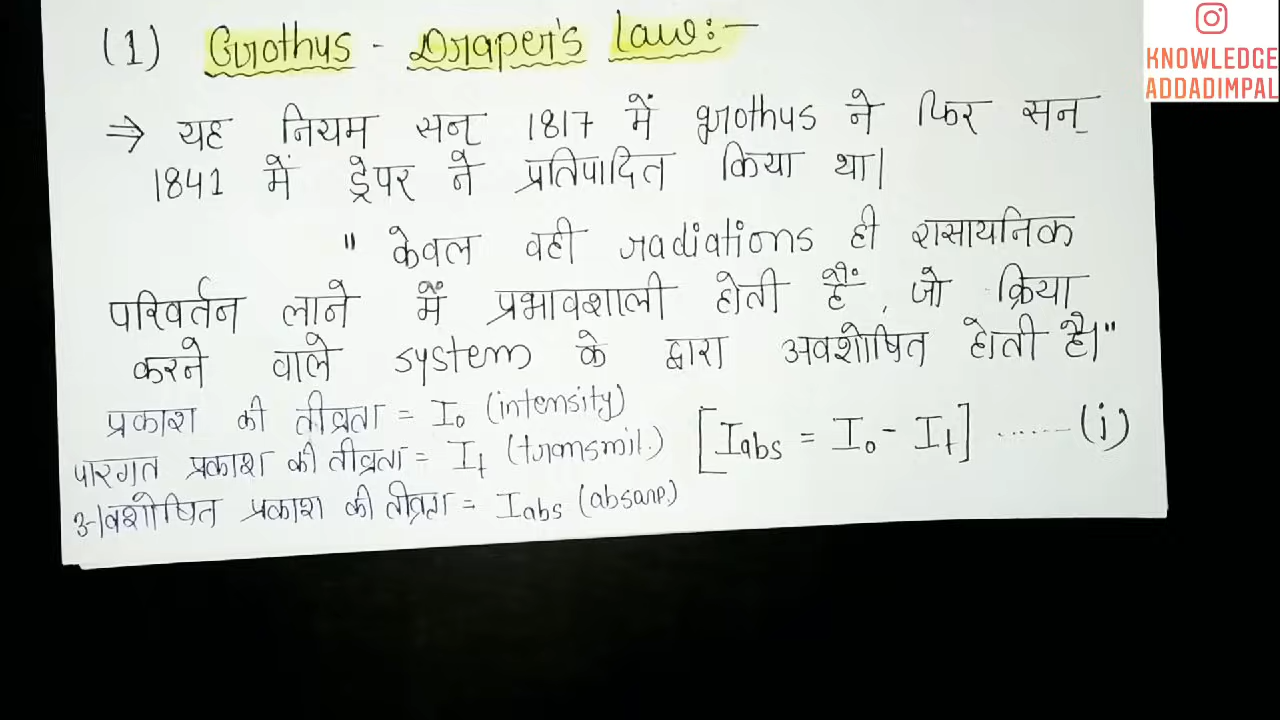 (1) Grothus - Draper's Law:-
⇒ यह नियम सन् 1817 में grothus ने फिर सन्
1841 में ड्रेपर ने प्रतिपादित किया था।
" केवल वही radiations ही रासायनिक
परिवर्तन लाने में प्रभावशाली होती हैं, जो क्रिया
करने वाले system के द्वारा अवशोषित होती है।"
प्रकाश की तीव्रता = I₀ (intensity)
पारगत प्रकाश की तीव्रता = It (transmit.)
[Iabs = I₀ - It] ........ (i)
अवशोषित प्रकाश की तीव्रता = Iabs (absorp.)
KNOWLEDGE
ADDADIMPAL